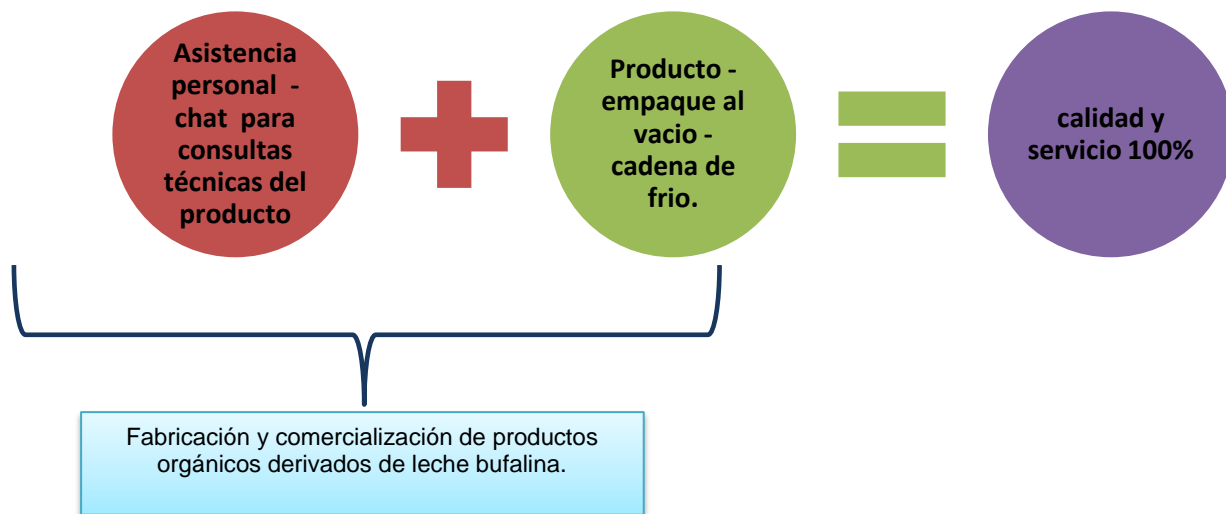 Asistencia
personal -
chat para
consultas
técnicas del
producto
Producto -
empaque al
vacio -
cadena de
frio.
calidad y
servicio 100%
Fabricación y comercialización de productos
orgánicos derivados de leche bufalina.